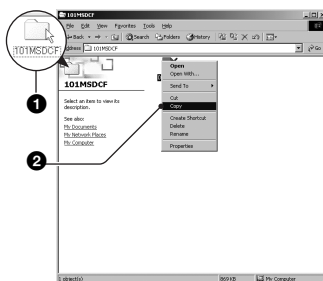 101MSDCF
File Edit View Favorites Tools Help
Back Search Folders History
Address 101MSDCF Go
101MSDCF
101MSDCF
Select an item to view its
description.
See also:
My Documents
My Network Places
My Computer
Open
Open With...
Send To
Cut
Copy
Create Shortcut
Delete
Rename
Properties
1
2
1 object(s) 869 KB My Computer